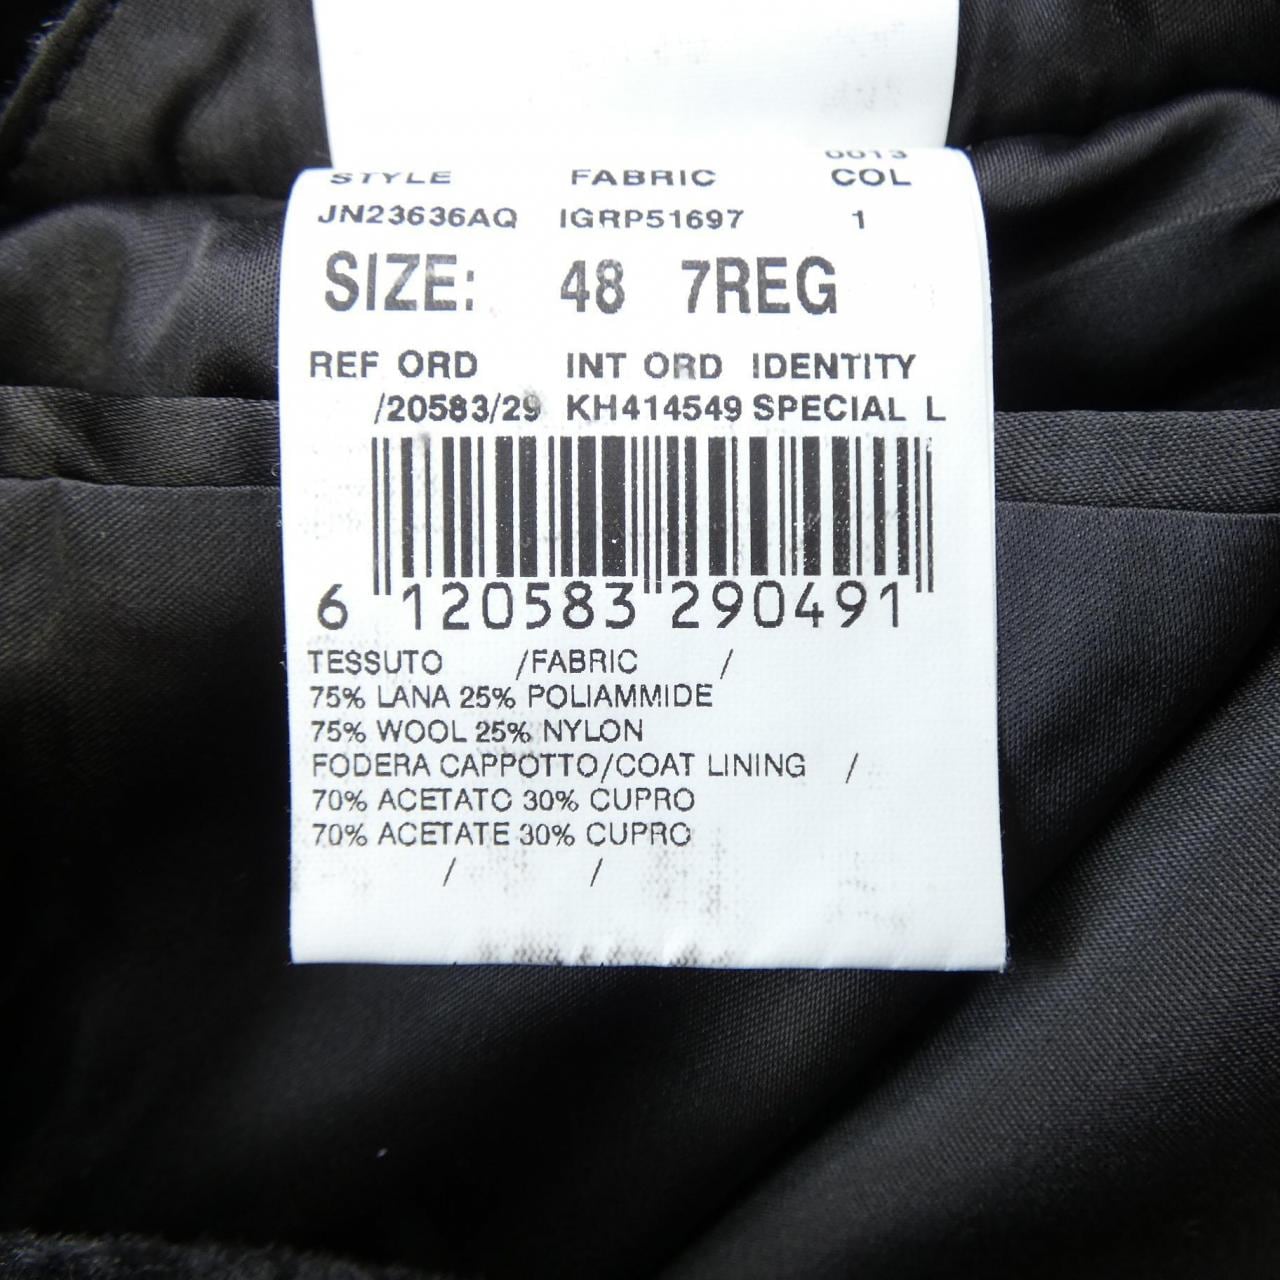 0013
STYLE FABRIC COL
JN23636AQ IGRP51697 1
SIZE: 48 7REG
REF ORD INT ORD IDENTITY
/20583/29 KH414549 SPECIAL L
6 120583 290491
TESSUTO /FABRIC /
75% LANA 25% POLIAMMIDE
75% WOOL 25% NYLON
FODERA CAPPOTTO/COAT LINING /
70% ACETATO 30% CUPRO
70% ACETATE 30% CUPRO
/ /